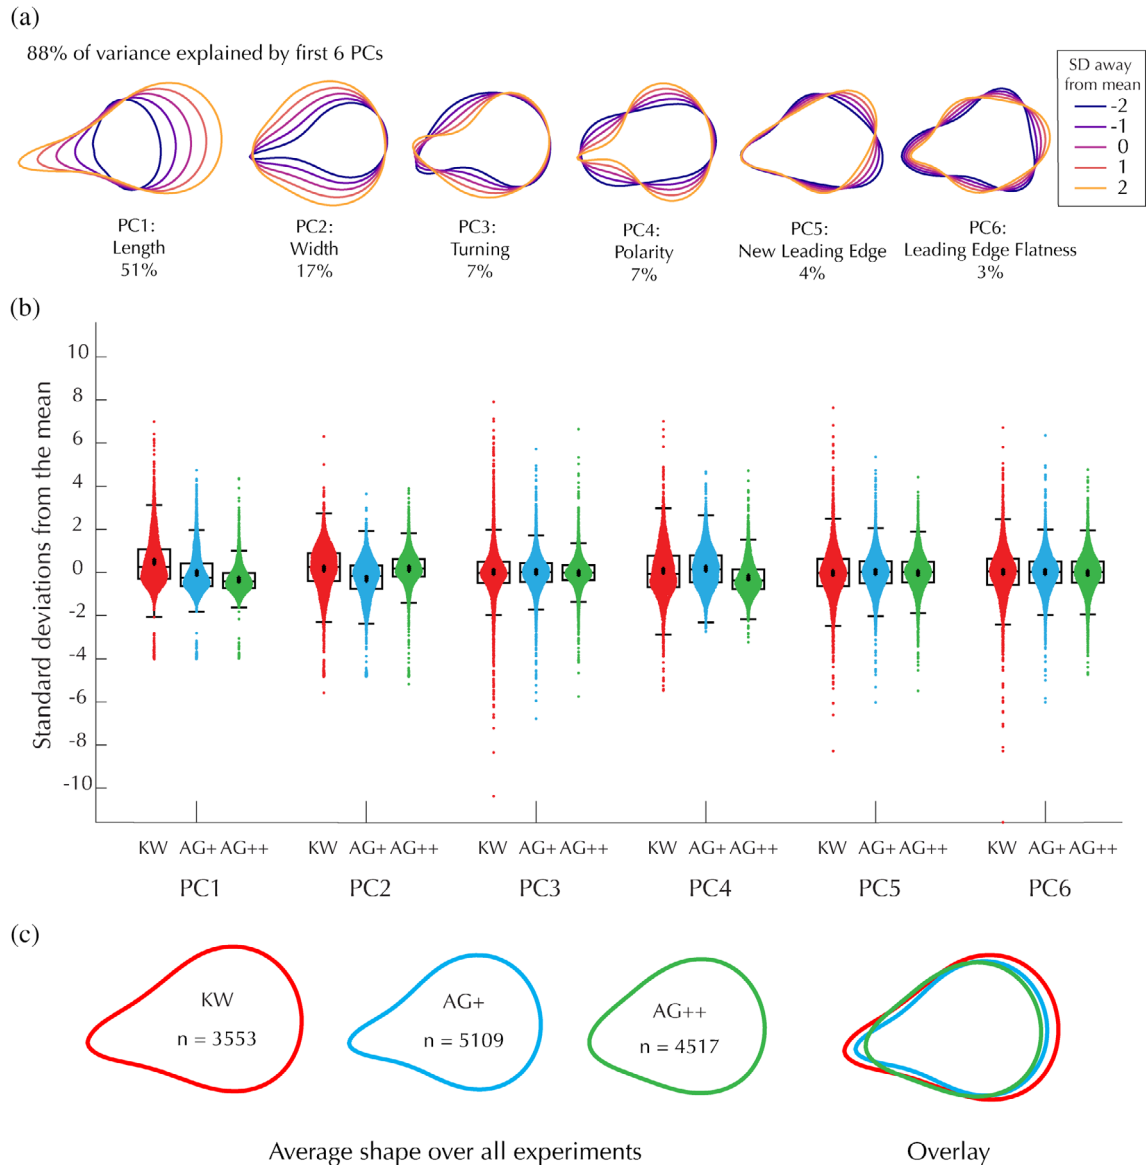 (a)
88% of variance explained by first 6 PCs
SD away
from mean
-2
-1
0
1
2
PC1:
Length
51%
PC2:
Width
17%
PC3:
Turning
7%
PC4:
Polarity
7%
PC5:
New Leading Edge
4%
PC6:
Leading Edge Flatness
3%
(b)
Standard deviations from the mean
10
8
6
4
2
0
-2
-4
-6
-8
-10
KW AG+ AG++
KW AG+ AG++
KW AG+ AG++
KW AG+ AG++
KW AG+ AG++
KW AG+ AG++
PC1
PC2
PC3
PC4
PC5
PC6
(c)
KW
n = 3553
AG+
n = 5109
AG++
n = 4517
Average shape over all experiments
Overlay